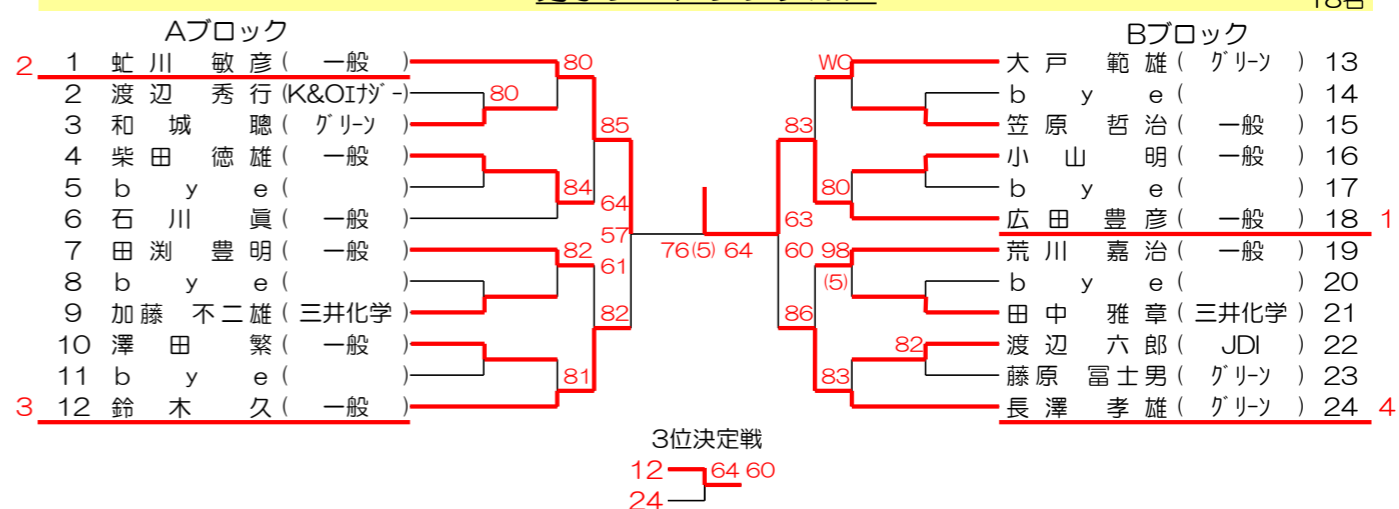 18名
Aブロック
2 1 虻川 敏彦( 一般 )
2 渡辺 秀行(K&Oエナジー)
3 和城 聰( グリーン )
4 柴田 徳雄( 一般 )
5 bye( )
6 石川 眞( 一般 )
7 田渕 豊明( 一般 )
8 bye( )
9 加藤 不二雄( 三井化学 )
10 澤田 繁( 一般 )
11 bye( )
3 12 鈴木 久( 一般 )
80
80
85
84
64
57
61
82
82
81
76(5) 64
Bブロック
大戸 範雄( グリーン ) 13
bye( ) 14
笠原 哲治( 一般 ) 15
小山 明( 一般 ) 16
bye( ) 17
広田 豊彦( 一般 ) 18 1
荒川 嘉治( 一般 ) 19
bye( ) 20
田中 雅章( 三井化学 ) 21
渡辺 六郎( JDI ) 22
藤原 冨士男( グリーン ) 23
長澤 孝雄( グリーン ) 24 4
WO
83
80
63
60 98
(5)
86
82
83
3位決定戦
12 64 60
24